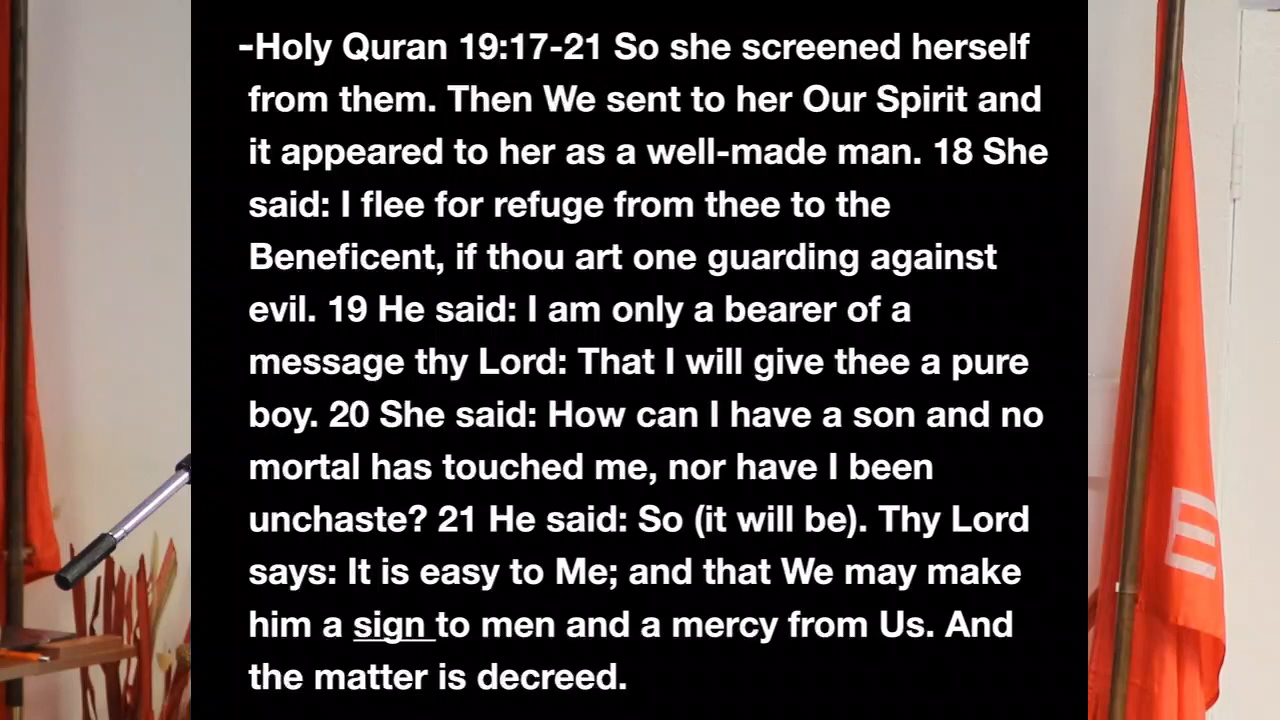 -Holy Quran 19:17-21 So she screened herself
from them. Then We sent to her Our Spirit and
it appeared to her as a well-made man. 18 She
said: I flee for refuge from thee to the
Beneficent, if thou art one guarding against
evil. 19 He said: I am only a bearer of a
message thy Lord: That I will give thee a pure
boy. 20 She said: How can I have a son and no
mortal has touched me, nor have I been
unchaste? 21 He said: So (it will be). Thy Lord
says: It is easy to Me; and that We may make
him a sign to men and a mercy from Us. And
the matter is decreed.